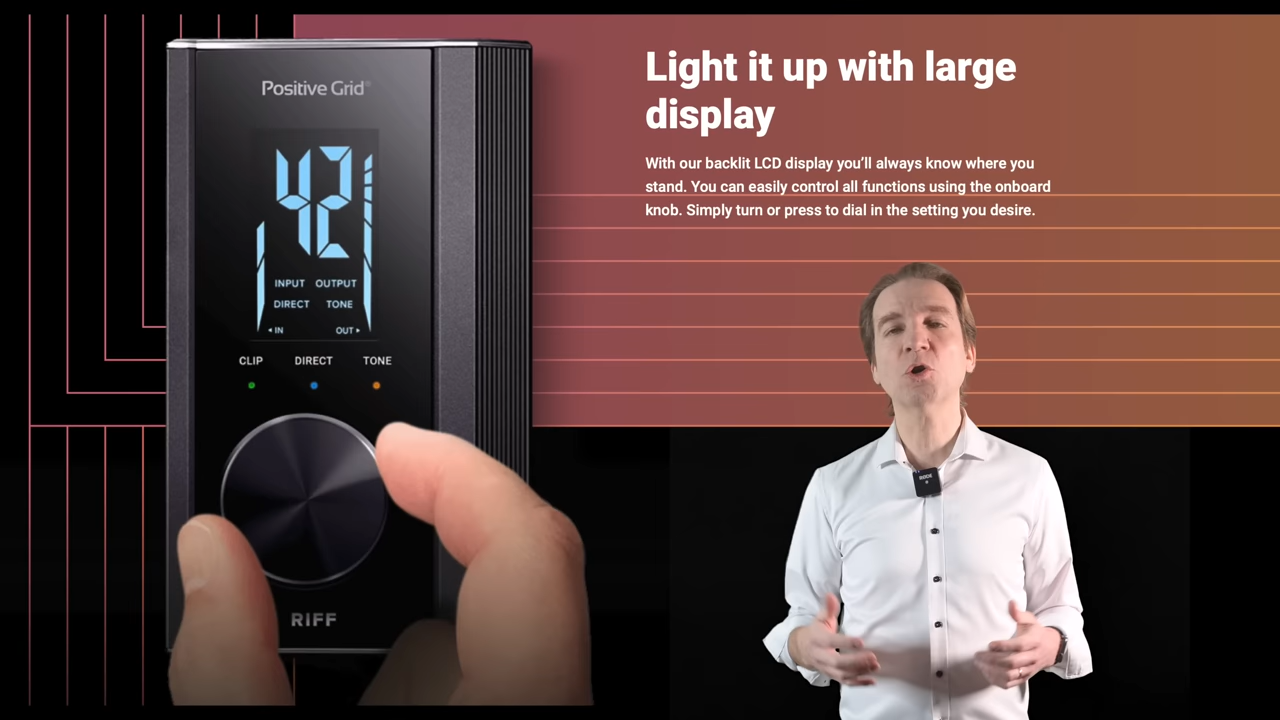 Positive Grid®
42
INPUT OUTPUT
DIRECT TONE
◂ IN OUT ▸
CLIP DIRECT TONE
RIFF
Light it up with large
display
With our backlit LCD display you’ll always know where you
stand. You can easily control all functions using the onboard
knob. Simply turn or press to dial in the setting you desire.
RODE